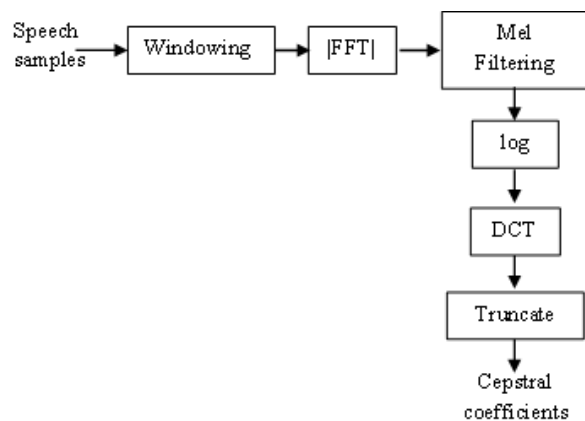 Speech
samples
Windowing
|FFT|
Mel
Filtering
log
DCT
Truncate
Cepstral
coefficients